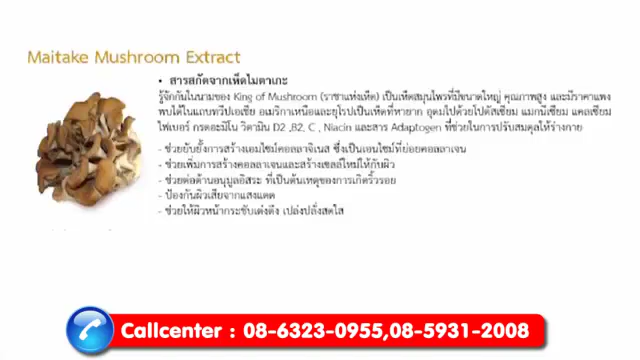 Maitake Mushroom Extract
• สารสกัดจากเห็ดไมตาเกะ
รู้จักกันในนามของ King of Mushroom (ราชาแห่งเห็ด) เป็นเห็ดสมุนไพรที่มีขนาดใหญ่ คุณภาพสูง และมีราคาแพง
พบได้ในแถบทวีปเอเชีย อเมริกาเหนือและยุโรปเป็นเห็ดที่หายาก อุดมไปด้วยโปตัสเซียม แมกนีเซียม แคลเซียม
ไฟเบอร์ กรดอะมิโน วิตามิน D2 ,B2, C , Niacin และสาร Adaptogen ที่ช่วยในการปรับสมดุลให้ร่างกาย
- ช่วยยับยั้งการสร้างเอมไซม์คอลลาจิเนส ซึ่งเป็นเอนไซม์ที่ย่อยคอลลาเจน
- ช่วยเพิ่มการสร้างคอลลาเจนและสร้างเซลล์ใหม่ให้กับผิว
- ช่วยต่อต้านอนุมูลอิสระ ที่เป็นต้นเหตุของการเกิดริ้วรอย
- ป้องกันผิวเสียจากแสงแดด
- ช่วยให้ผิวหน้ากระชับเต่งตึง เปล่งปลั่งสดใส
Callcenter : 08-6323-0955,08-5931-2008